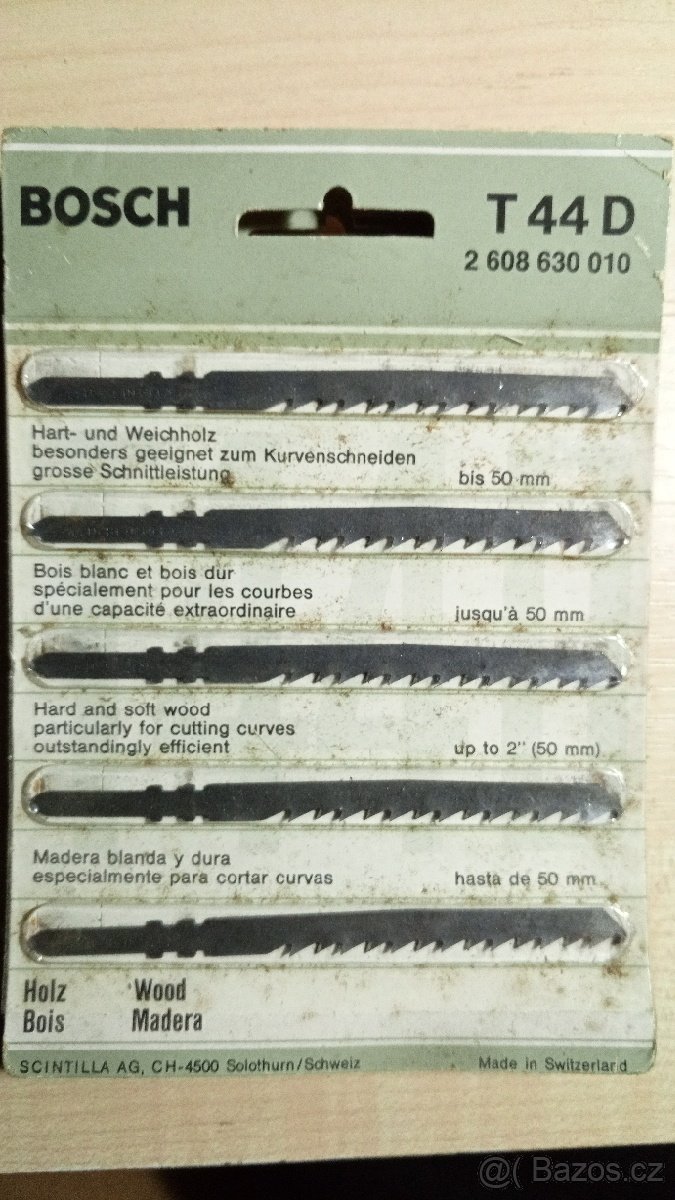 BOSCH
T 44 D
2 608 630 010
Hart- und Weichholz
besonders geeignet zum Kurvenschneiden
grosse Schnittleistung
bis 50 mm
Bois blanc et bois dur
spécialement pour les courbes
d'une capacité extraordinaire
jusqu'à 50 mm
Hard and soft wood
particularly for cutting curves
outstandingly efficient
up to 2" (50 mm)
Madera blanda y dura
especialmente para cortar curvas
hasta de 50 mm
Holz Wood
Bois Madera
SCINTILLA AG, CH-4500 Solothurn/Schweiz
Made in Switzerland
@( Bazos.cz